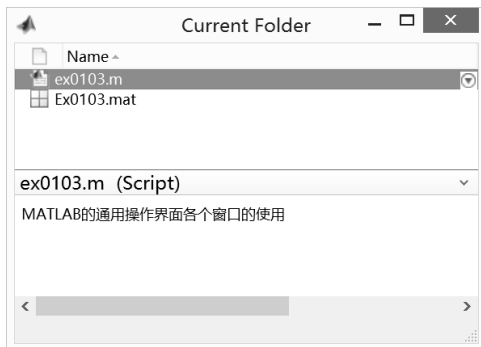 Current Folder
Name
ex0103.m
Ex0103.mat
ex0103.m (Script)
MATLAB的通用操作界面各个窗口的使用